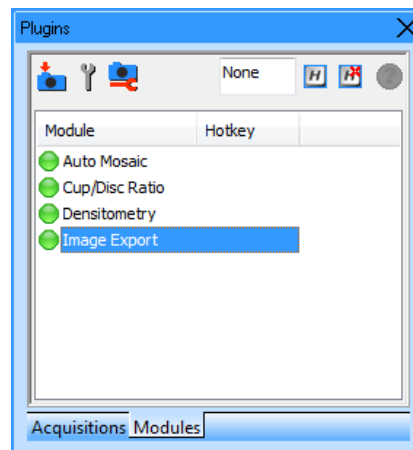 Plugins
None H H
Module Hotkey
Auto Mosaic
Cup/Disc Ratio
Densitometry
Image Export
Acquisitions Modules